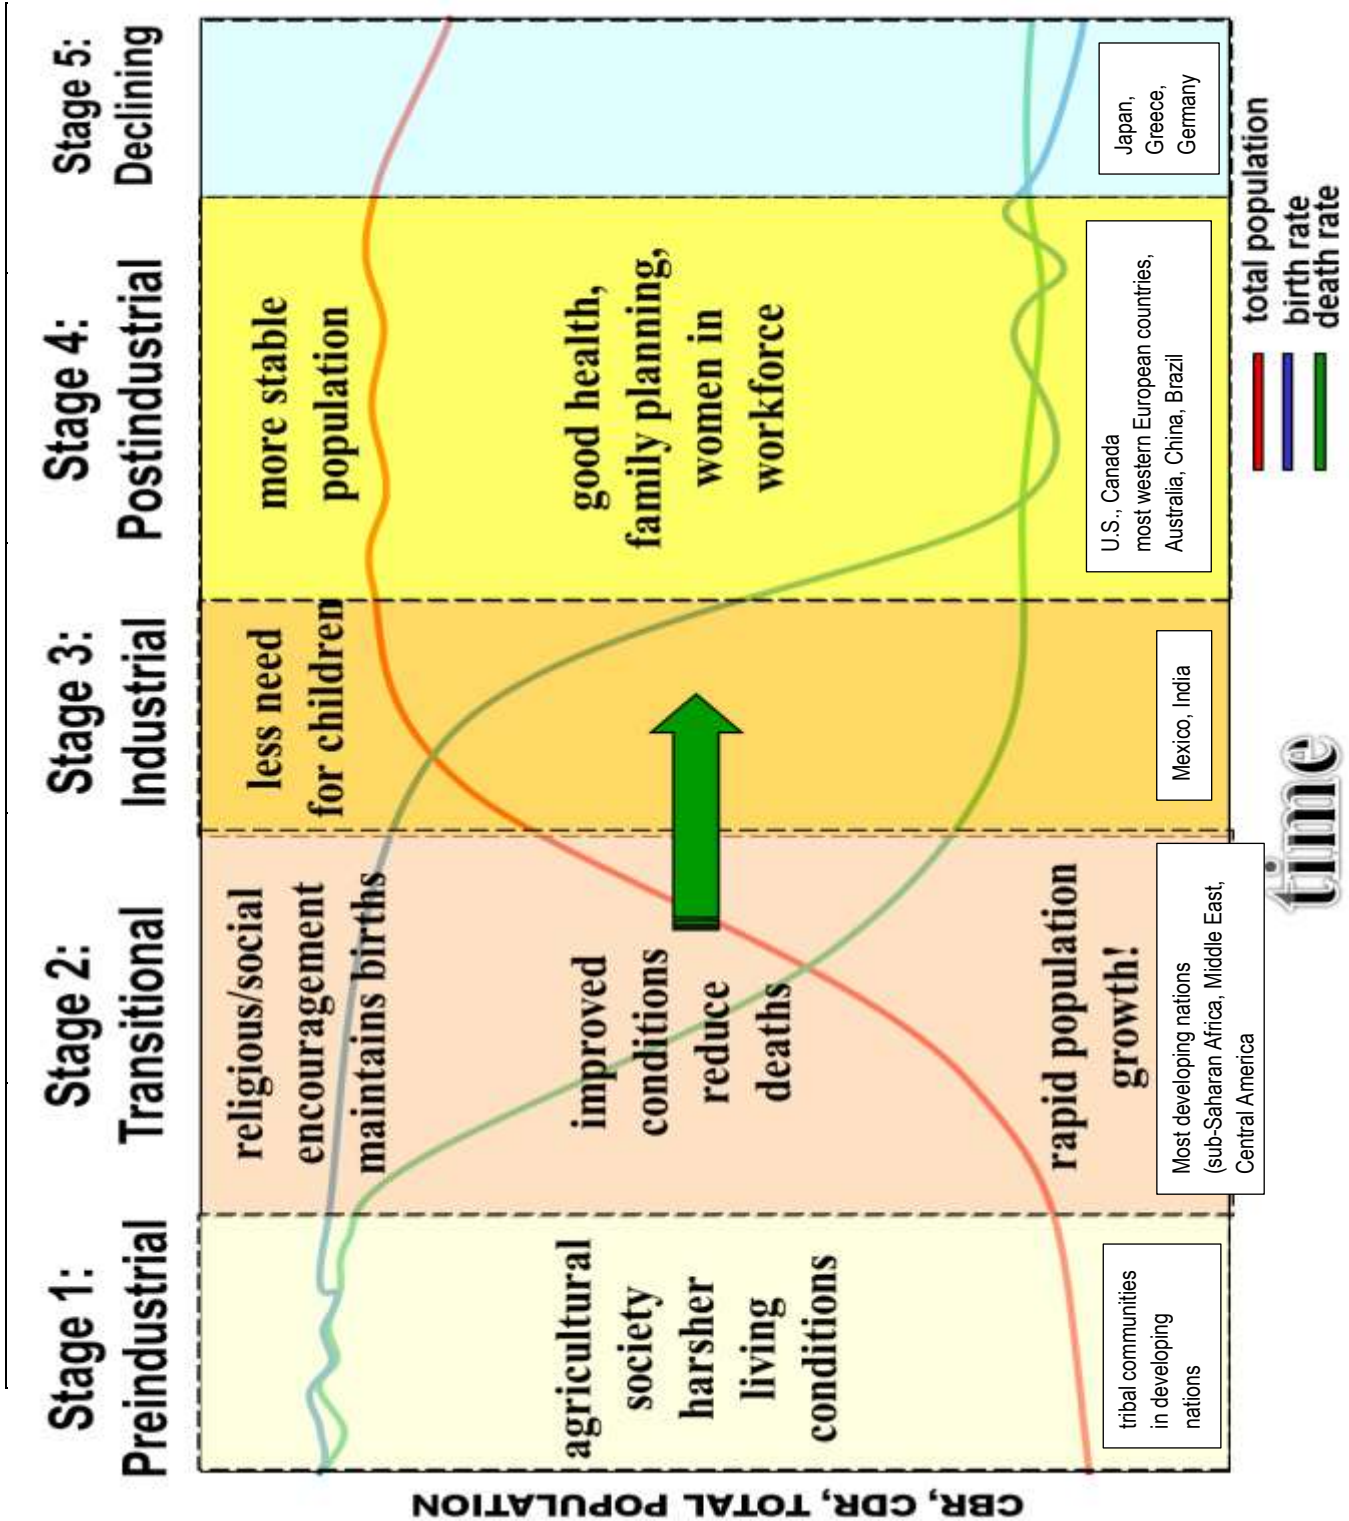 Stage 1:
Preindustrial
Stage 2:
Transitional
Stage 3:
Industrial
Stage 4:
Postindustrial
Stage 5:
Declining
CBR, CDR, TOTAL POPULATION
agricultural
society
harsher
living
conditions
tribal communities
in developing
nations
religious/social
encouragement
maintains births
improved
conditions
reduce
deaths
rapid population
growth!
Most developing nations
(sub-Saharan Africa, Middle East,
Central America
less need
for children
Mexico, India
more stable
population
good health,
family planning,
women in
workforce
U.S., Canada
most western European countries,
Australia, China, Brazil
Japan,
Greece,
Germany
time
total population
birth rate
death rate